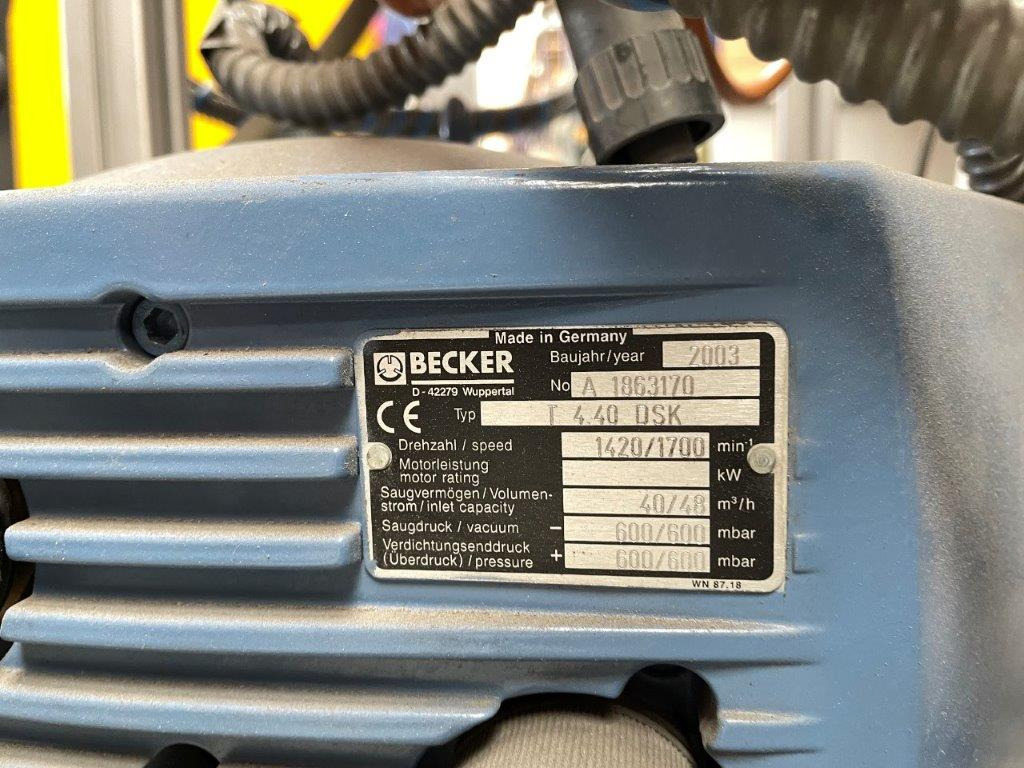 Made in Germany
BECKER
D-42279 Wuppertal
Baujahr/year 2003
No A 1863170
CE Typ T 4.40 DSK
Drehzahl / speed 1420/1700 min-1
Motorleistung
motor rating kW
Saugvermögen/Volumen-
strom/inlet capacity 40/48 m³/h
Saugdruck / vacuum – 600/600 mbar
Verdichtungsenddruck
(Überdruck) / pressure + 600/600 mbar
WN 87.18